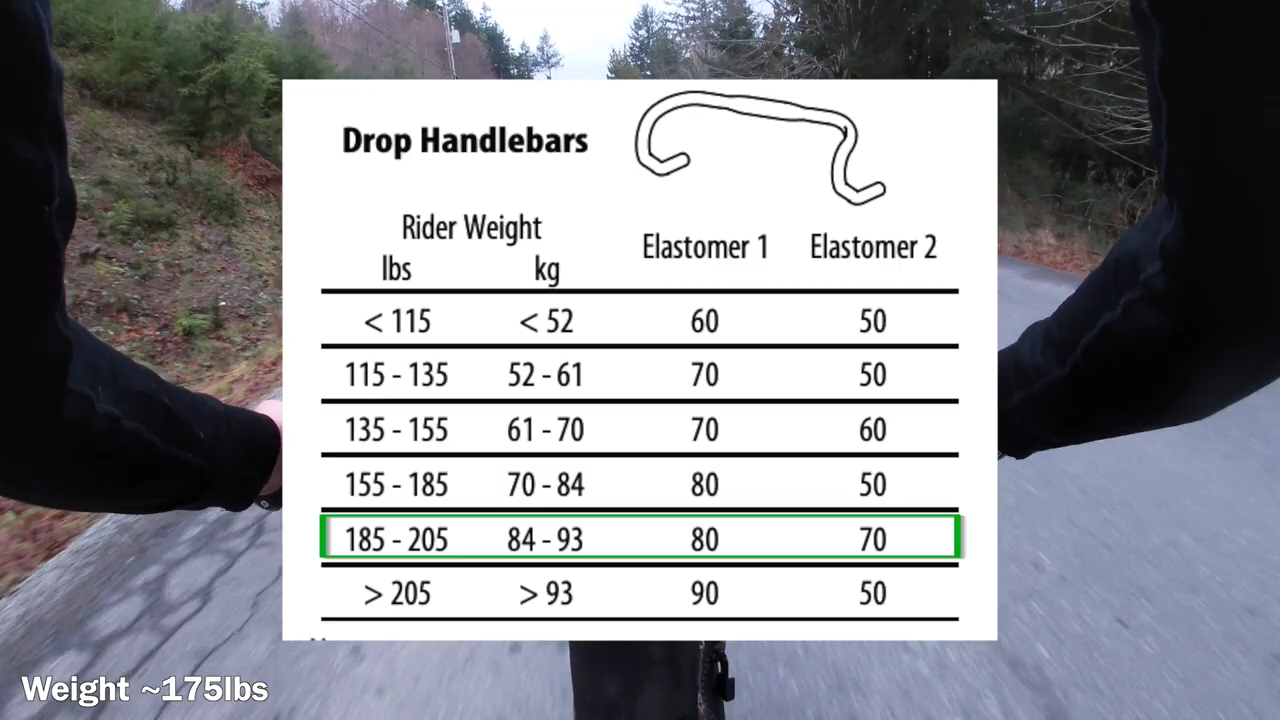 Drop Handlebars
Rider Weight
lbs kg Elastomer 1 Elastomer 2
< 115 < 52 60 50
115 - 135 52 - 61 70 50
135 - 155 61 - 70 70 60
155 - 185 70 - 84 80 50
185 - 205 84 - 93 80 70
> 205 > 93 90 50
Weight ~175lbs